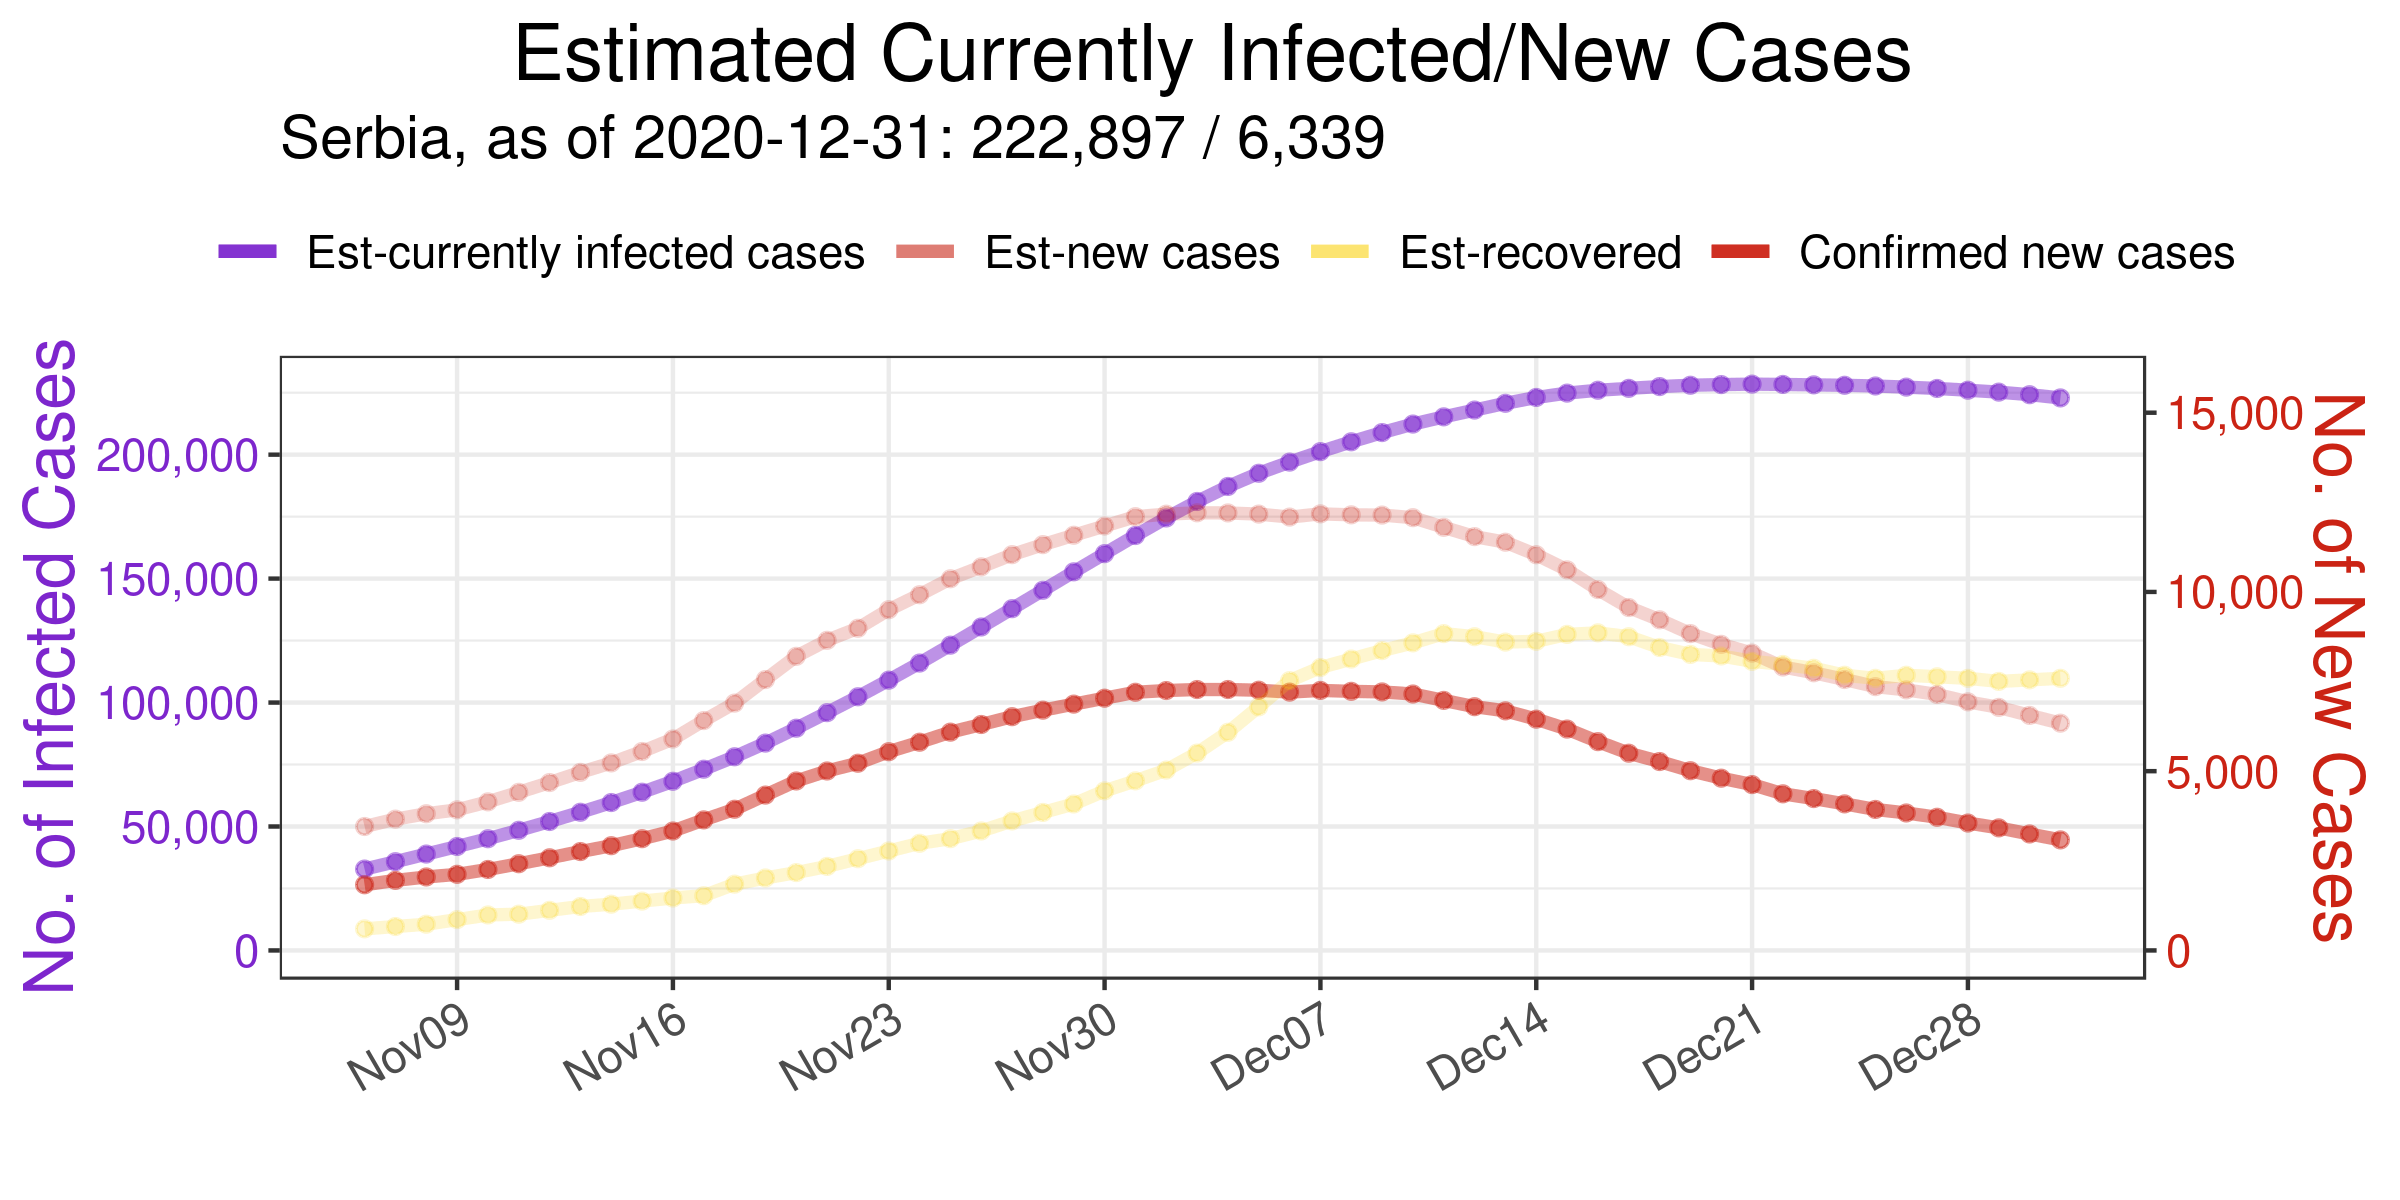 Estimated Currently Infected/New Cases
Serbia, as of 2020-12-31: 222,897 / 6,339
Est-currently infected cases Est-new cases Est-recovered Confirmed new cases
No. of Infected Cases
200,000
150,000
100,000
50,000
0
15,000
10,000
5,000
0
No. of New Cases
Nov09 Nov16 Nov23 Nov30 Dec07 Dec14 Dec21 Dec28